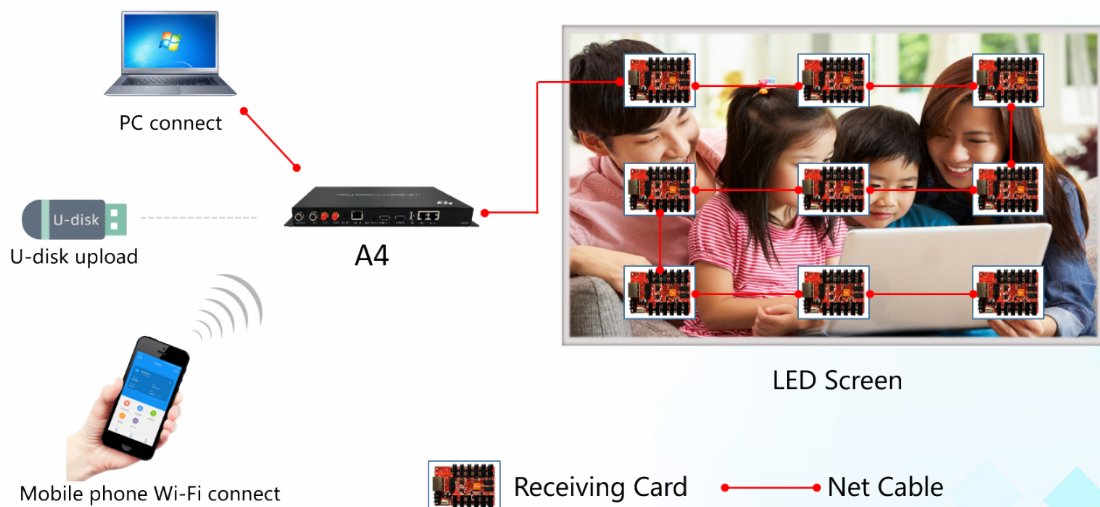 PC connect
U-disk
U-disk upload
A4
Mobile phone Wi-Fi connect
LED Screen
Receiving Card
Net Cable